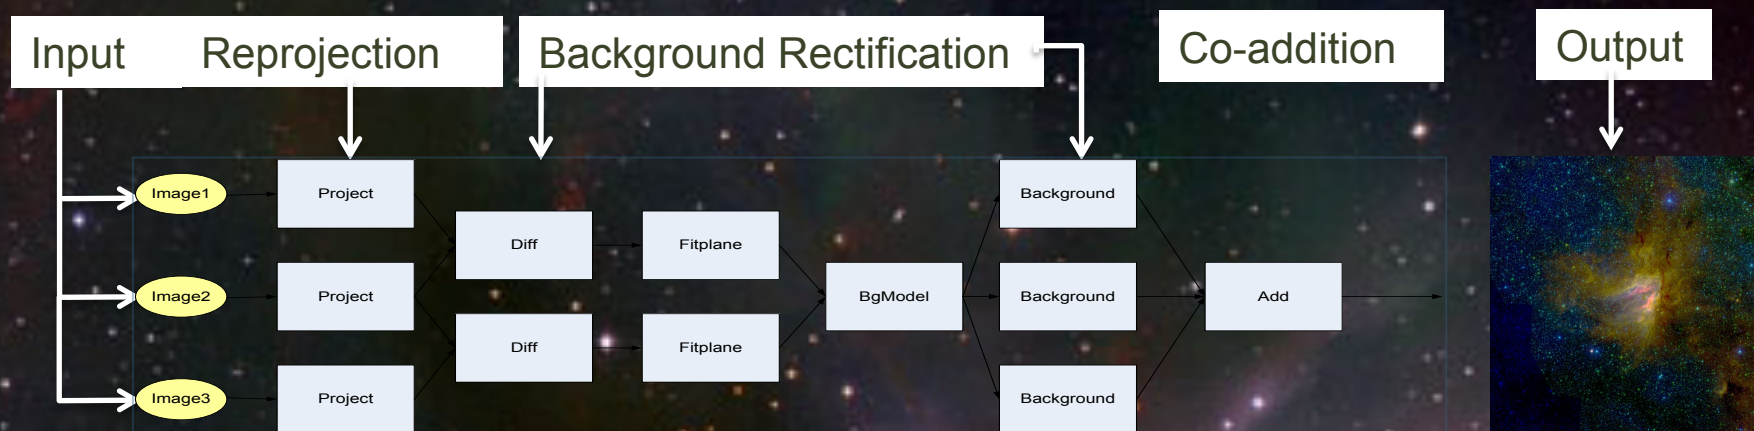 Input
Reprojection
Background Rectification
Co-addition
Output
Image1
Project
Background
Diff
Fitplane
Image2
Project
BgModel
Background
Add
Diff
Fitplane
Image3
Project
Background